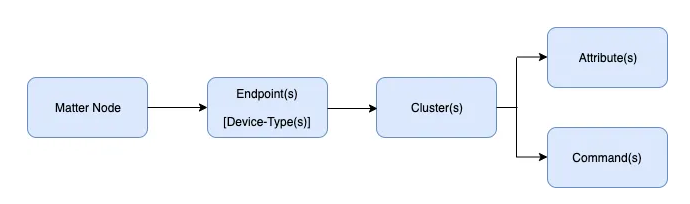 Matter Node
Endpoint(s)
[Device-Type(s)]
Cluster(s)
Attribute(s)
Command(s)